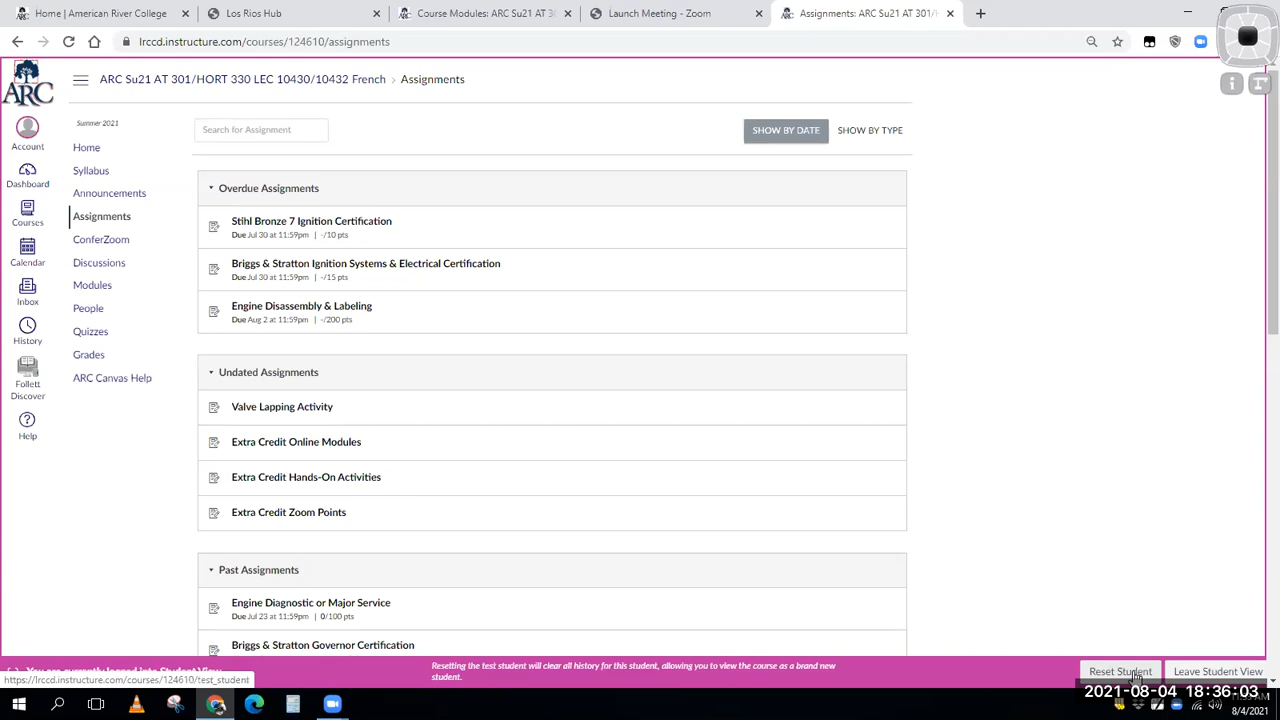 Home | American River College
Los Rios Hub
Course Modules: ARC Su21 AT 30
Launch Meeting - Zoom
Assignments: ARC Su21 AT 301/H
lrccd.instructure.com/courses/124610/assignments
ARC
ARC Su21 AT 301/HORT 330 LEC 10430/10432 French > Assignments
Account
Dashboard
Courses
Calendar
Inbox
History
Follett
Discover
Help
Summer 2021
Home
Syllabus
Announcements
Assignments
ConferZoom
Discussions
Modules
People
Quizzes
Grades
ARC Canvas Help
Search for Assignment
SHOW BY DATE
SHOW BY TYPE
Overdue Assignments
Stihl Bronze 7 Ignition Certification
Due Jul 30 at 11:59pm | -/10 pts
Briggs & Stratton Ignition Systems & Electrical Certification
Due Jul 30 at 11:59pm | -/15 pts
Engine Disassembly & Labeling
Due Aug 2 at 11:59pm | -/200 pts
Undated Assignments
Valve Lapping Activity
Extra Credit Online Modules
Extra Credit Hands-On Activities
Extra Credit Zoom Points
Past Assignments
Engine Diagnostic or Major Service
Due Jul 23 at 11:59pm | 0/100 pts
Briggs & Stratton Governor Certification
You are currently logged into Student View
Resetting the test student will clear all history for this student, allowing you to view the course as a brand new
student.
Reset Student
Leave Student View
https://lrccd.instructure.com/courses/124610/test_student
2021-08-04 18:36:03
8/4/2021